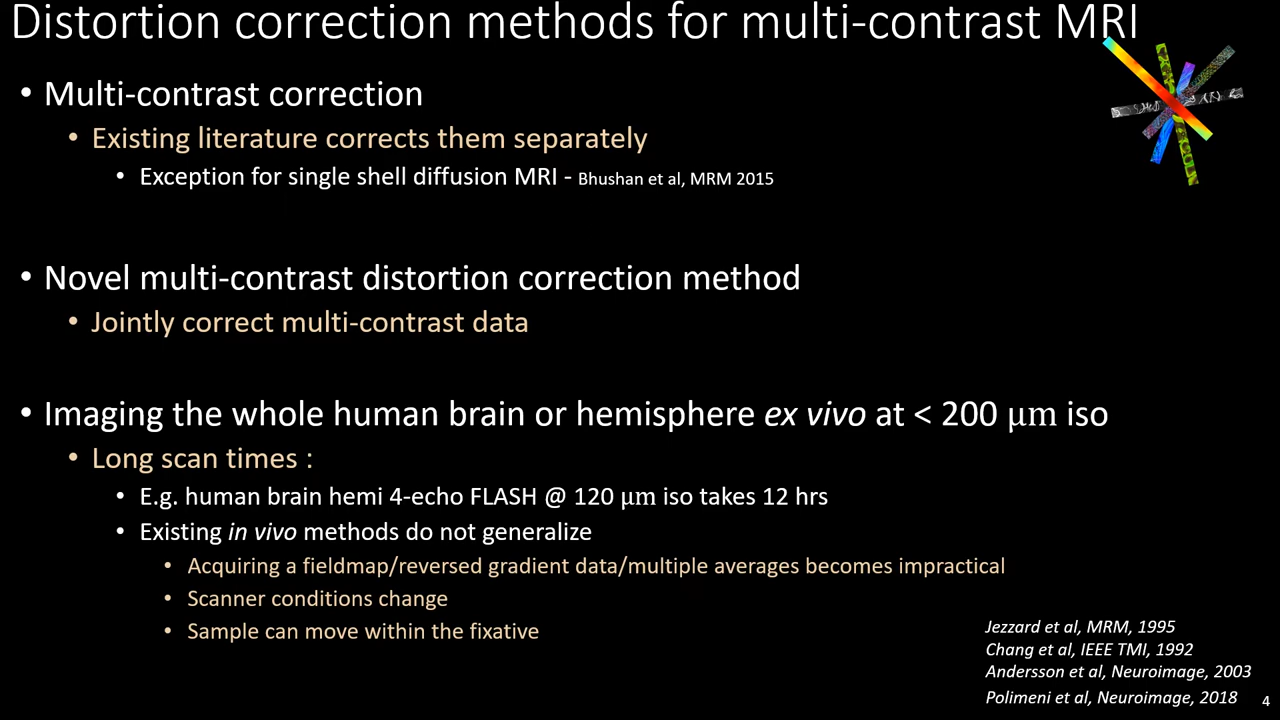 Distortion correction methods for multi-contrast MRI
• Multi-contrast correction
• Existing literature corrects them separately
• Exception for single shell diffusion MRI - Bhushan et al, MRM 2015
• Novel multi-contrast distortion correction method
• Jointly correct multi-contrast data
• Imaging the whole human brain or hemisphere ex vivo at < 200 μm iso
• Long scan times :
• E.g. human brain hemi 4-echo FLASH @ 120 μm iso takes 12 hrs
• Existing in vivo methods do not generalize
• Acquiring a fieldmap/reversed gradient data/multiple averages becomes impractical
• Scanner conditions change
• Sample can move within the fixative
Jezzard et al, MRM, 1995
Chang et al, IEEE TMI, 1992
Andersson et al, Neuroimage, 2003
Polimeni et al, Neuroimage, 2018
4